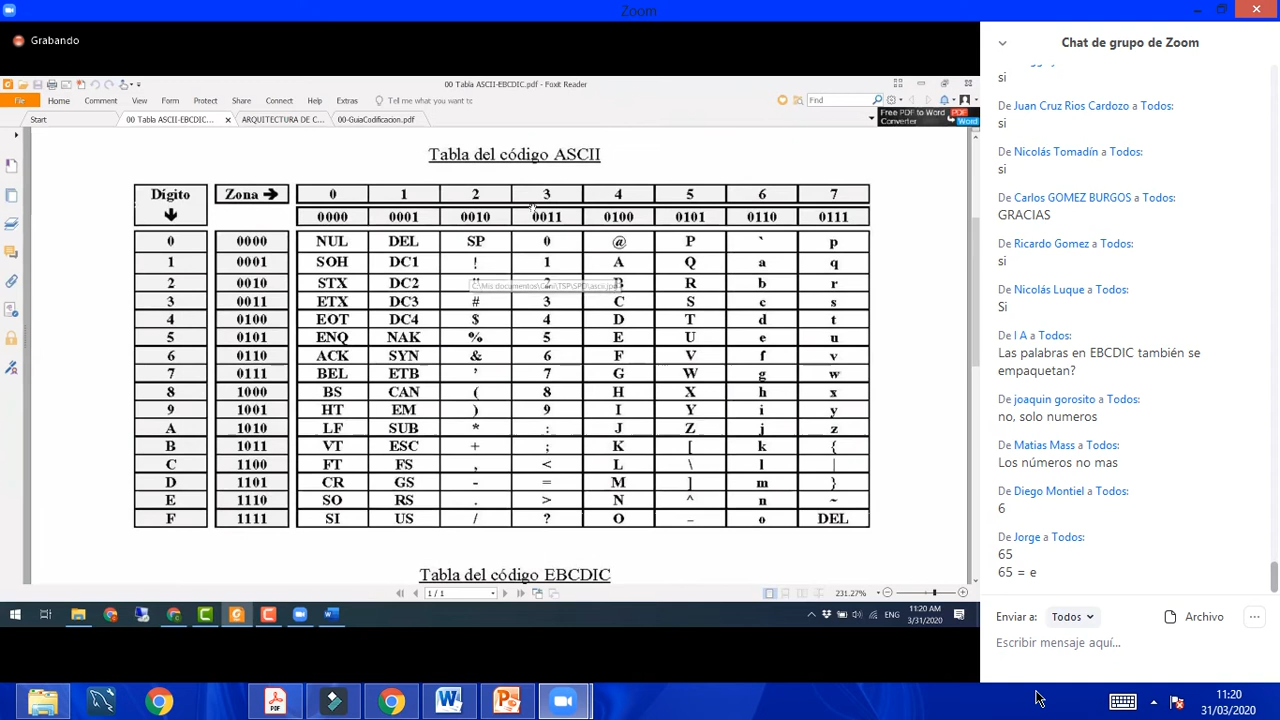 Zoom
Grabando
00 Tabla ASCII-EBCDIC.pdf - Foxit Reader
File Home Comment View Form Protect Share Connect Help Extras Tell me what you want Find
Start 00 Tabla ASCII-EBCDIC... ARQUITECTURA DE C... 00-GuiaCodificacion.pdf
Free PDF to Word PDF
Converter Word
Tabla del código ASCII
Dígito Zona 0 1 2 3 4 5 6 7
0000 0001 0010 0011 0100 0101 0110 0111
0 0000 NUL DEL SP 0 @ P ` p
1 0001 SOH DC1 ! 1 A Q a q
2 0010 STX DC2 " 2 B R b r
3 0011 ETX DC3 # 3 C S c s
4 0100 EOT DC4 $ 4 D T d t
5 0101 ENQ NAK % 5 E U e u
6 0110 ACK SYN & 6 F V f v
7 0111 BEL ETB ' 7 G W g w
8 1000 BS CAN ( 8 H X h x
9 1001 HT EM ) 9 I Y i y
A 1010 LF SUB * : J Z j z
B 1011 VT ESC + ; K [ k {
C 1100 FT FS , < L \ l |
D 1101 CR GS - = M ] m }
E 1110 SO RS . > N ^ n ~
F 1111 SI US / ? O _ o DEL
Tabla del código EBCDIC
1 / 1 231.27%
ENG 11:20 AM
3/31/2020
Chat de grupo de Zoom
si
De Juan Cruz Rios Cardozo a Todos:
si
De Nicolás Tomadín a Todos:
si
De Carlos GOMEZ BURGOS a Todos:
GRACIAS
De Ricardo Gomez a Todos:
si
De Nicolás Luque a Todos:
Si
De I A a Todos:
Las palabras en EBCDIC también se
empaquetan?
De joaquin gorosito a Todos:
no, solo numeros
De Matias Mass a Todos:
Los números no mas
De Diego Montiel a Todos:
6
De Jorge a Todos:
65
65 = e
Enviar a: Todos Archivo ...
Escribir mensaje aquí...
11:20
31/03/2020